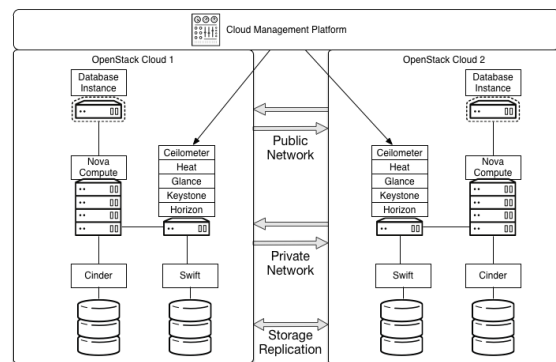 Cloud Management Platform
OpenStack Cloud 1
OpenStack Cloud 2
Database
Instance
Database
Instance
Public
Network
Nova
Compute
Ceilometer
Heat
Glance
Keystone
Horizon
Ceilometer
Heat
Glance
Keystone
Horizon
Nova
Compute
Private
Network
Cinder
Swift
Swift
Cinder
Storage
Replication